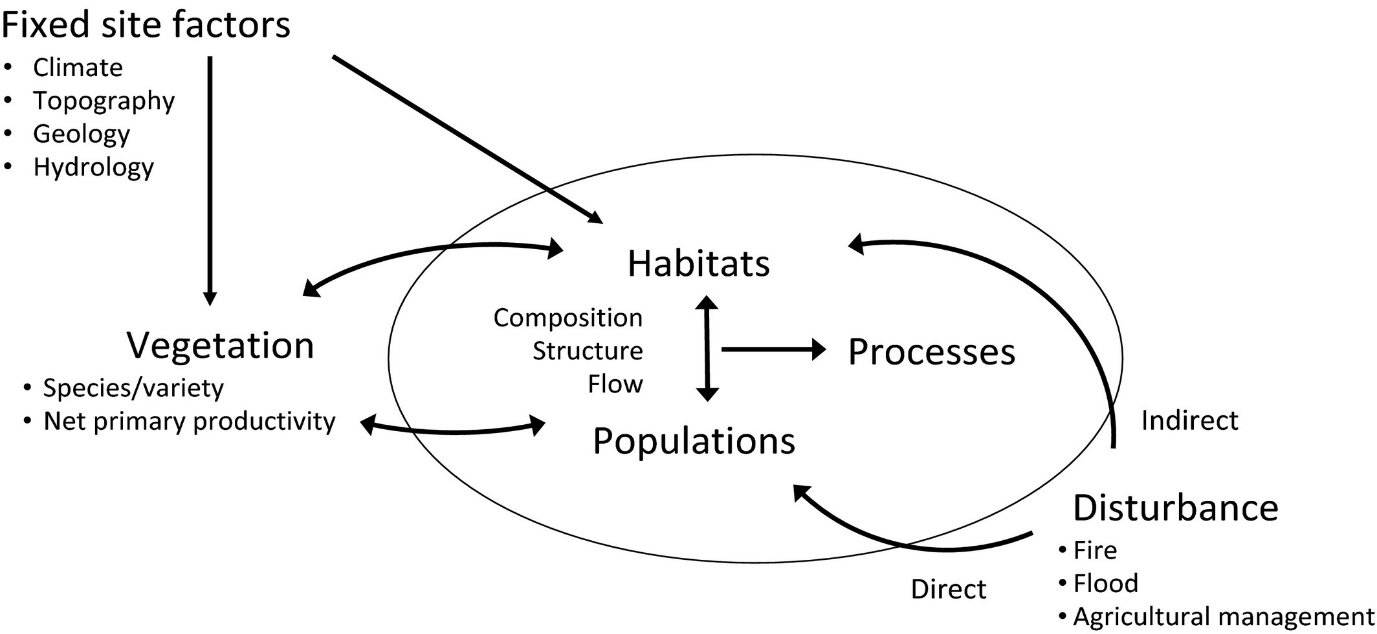 Fixed site factors
• Climate
• Topography
• Geology
• Hydrology
Habitats
Composition
Structure
Flow
Processes
Vegetation
• Species/variety
• Net primary productivity
Populations
Indirect
Disturbance
• Fire
• Flood
• Agricultural management
Direct